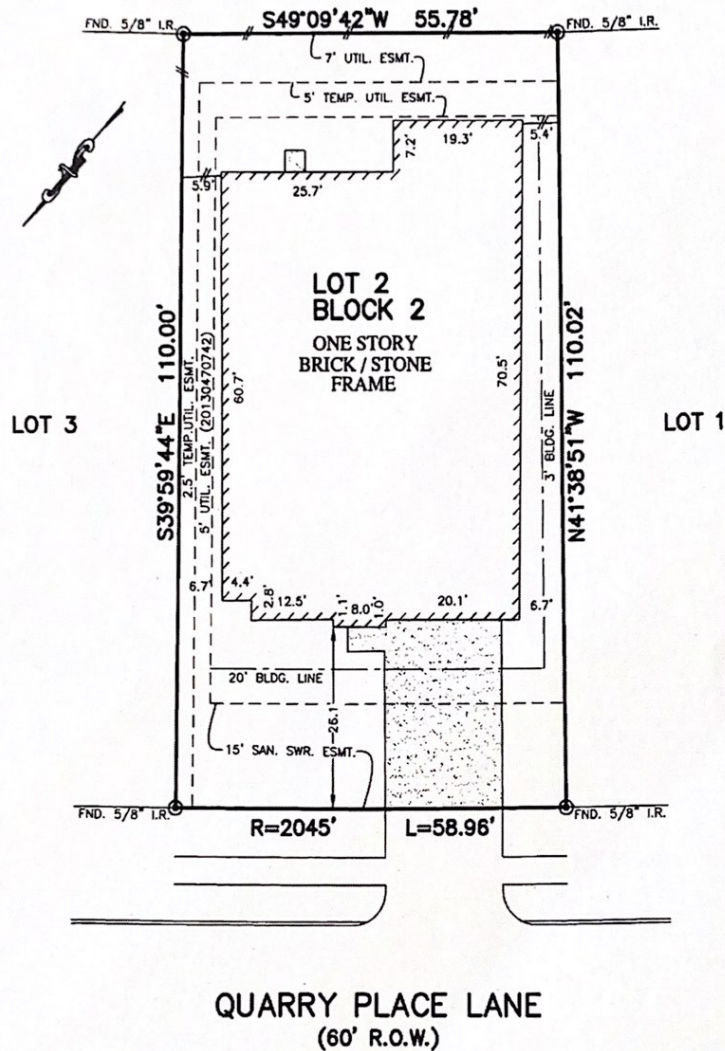 S49°09'42"W 55.78'
FND. 5/8" I.R.
FND. 5/8" I.R.
7' UTIL. ESMT.
5' TEMP. UTIL. ESMT.
5.4'
19.3'
7.2'
5.9'
25.7'
LOT 2
BLOCK 2
ONE STORY
BRICK / STONE
FRAME
LOT 3
S39°59'44"E 110.00'
2.5' TEMP.UTIL. ESMT.
5' UTIL. ESMT. (20130470742)
60.7'
70.5'
3' BLDG. LINE
N41°38'51"W 110.02'
LOT 1
6.7'
4.4'
2.8'
12.5'
1.1'
8.0'
1.0'
20.1'
6.7'
20' BLDG. LINE
26.1'
15' SAN. SWR. ESMT.
FND. 5/8" I.R.
FND. 5/8" I.R.
R=2045' L=58.96'
QUARRY PLACE LANE
(60' R.O.W.)